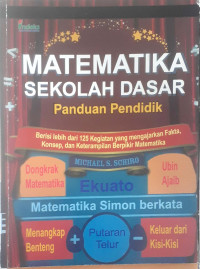 MATEMATIKA
SEKOLAH DASAR
Panduan Pendidik
Berisi lebih dari 125 Kegiatan yang mengajarkan Fakta,
Konsep, dan Keterampilan Berpikir Matematika
MICHAEL S. SCHIRO
Dongkrak
Matematika
Ekuato
Ubin
Ajaib
Matematika Simon berkata
Menangkap
Benteng
+
Putaran
Telur
-
Keluar dari
Kisi-Kisi